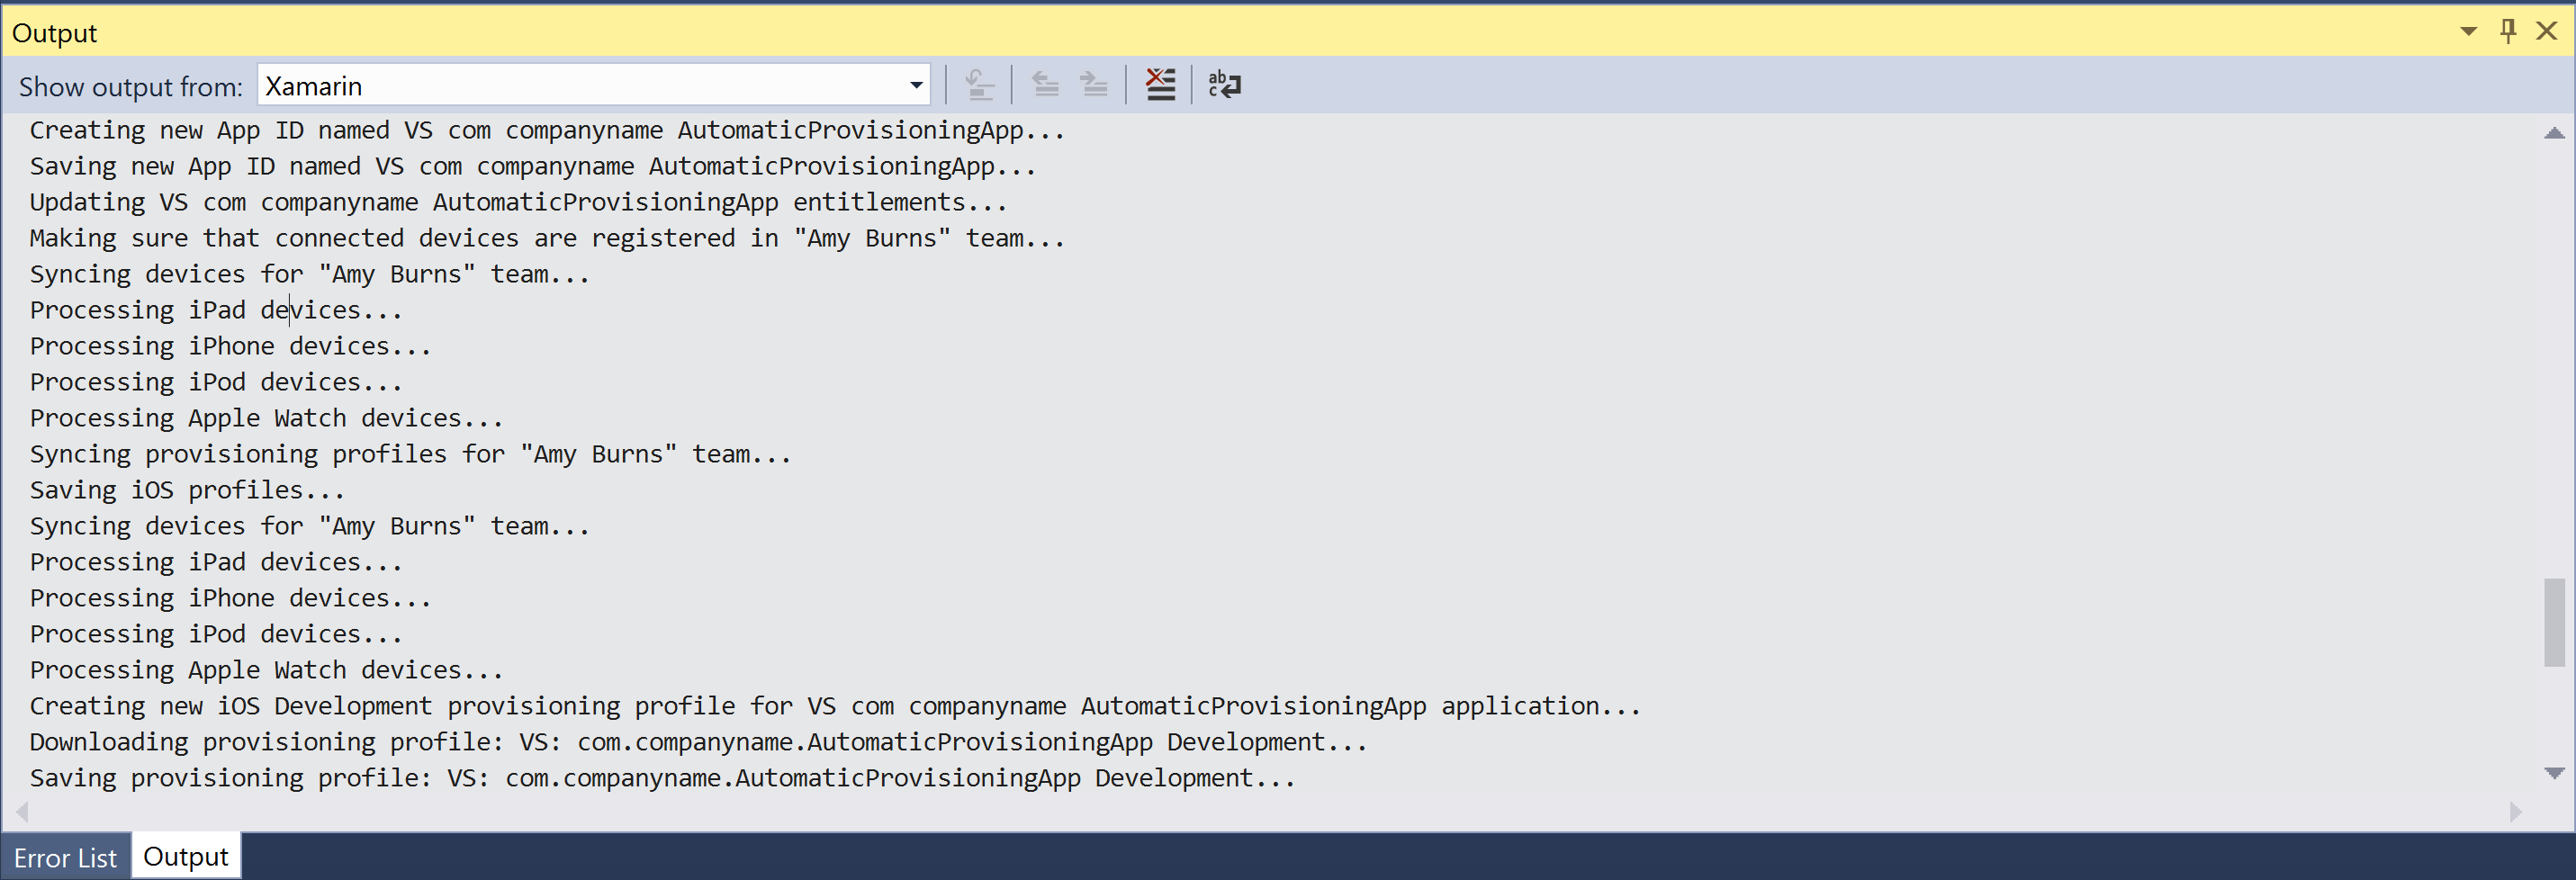 Output
Show output from: Xamarin
Creating new App ID named VS com companyname AutomaticProvisioningApp...
Saving new App ID named VS com companyname AutomaticProvisioningApp...
Updating VS com companyname AutomaticProvisioningApp entitlements...
Making sure that connected devices are registered in "Amy Burns" team...
Syncing devices for "Amy Burns" team...
Processing iPad devices...
Processing iPhone devices...
Processing iPod devices...
Processing Apple Watch devices...
Syncing provisioning profiles for "Amy Burns" team...
Saving iOS profiles...
Syncing devices for "Amy Burns" team...
Processing iPad devices...
Processing iPhone devices...
Processing iPod devices...
Processing Apple Watch devices...
Creating new iOS Development provisioning profile for VS com companyname AutomaticProvisioningApp application...
Downloading provisioning profile: VS: com.companyname.AutomaticProvisioningApp Development...
Saving provisioning profile: VS: com.companyname.AutomaticProvisioningApp Development...
Error List Output